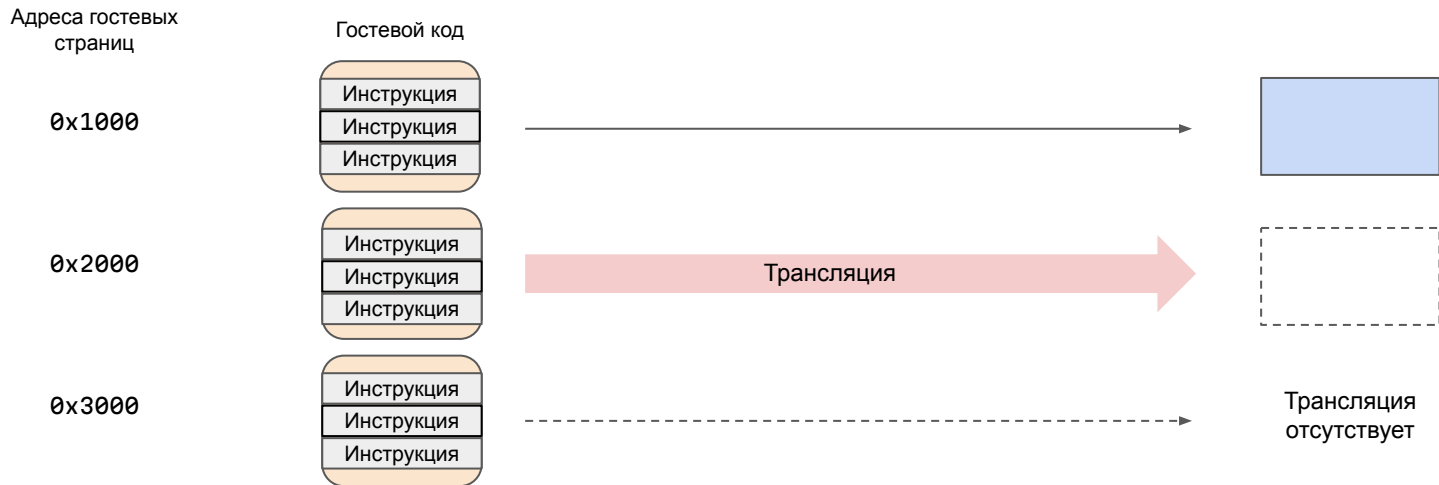 Адреса гостевых
страниц
Гостевой код
0x1000
Инструкция
Инструкция
Инструкция
0x2000
Инструкция
Инструкция
Инструкция
Трансляция
0x3000
Инструкция
Инструкция
Инструкция
Трансляция
отсутствует